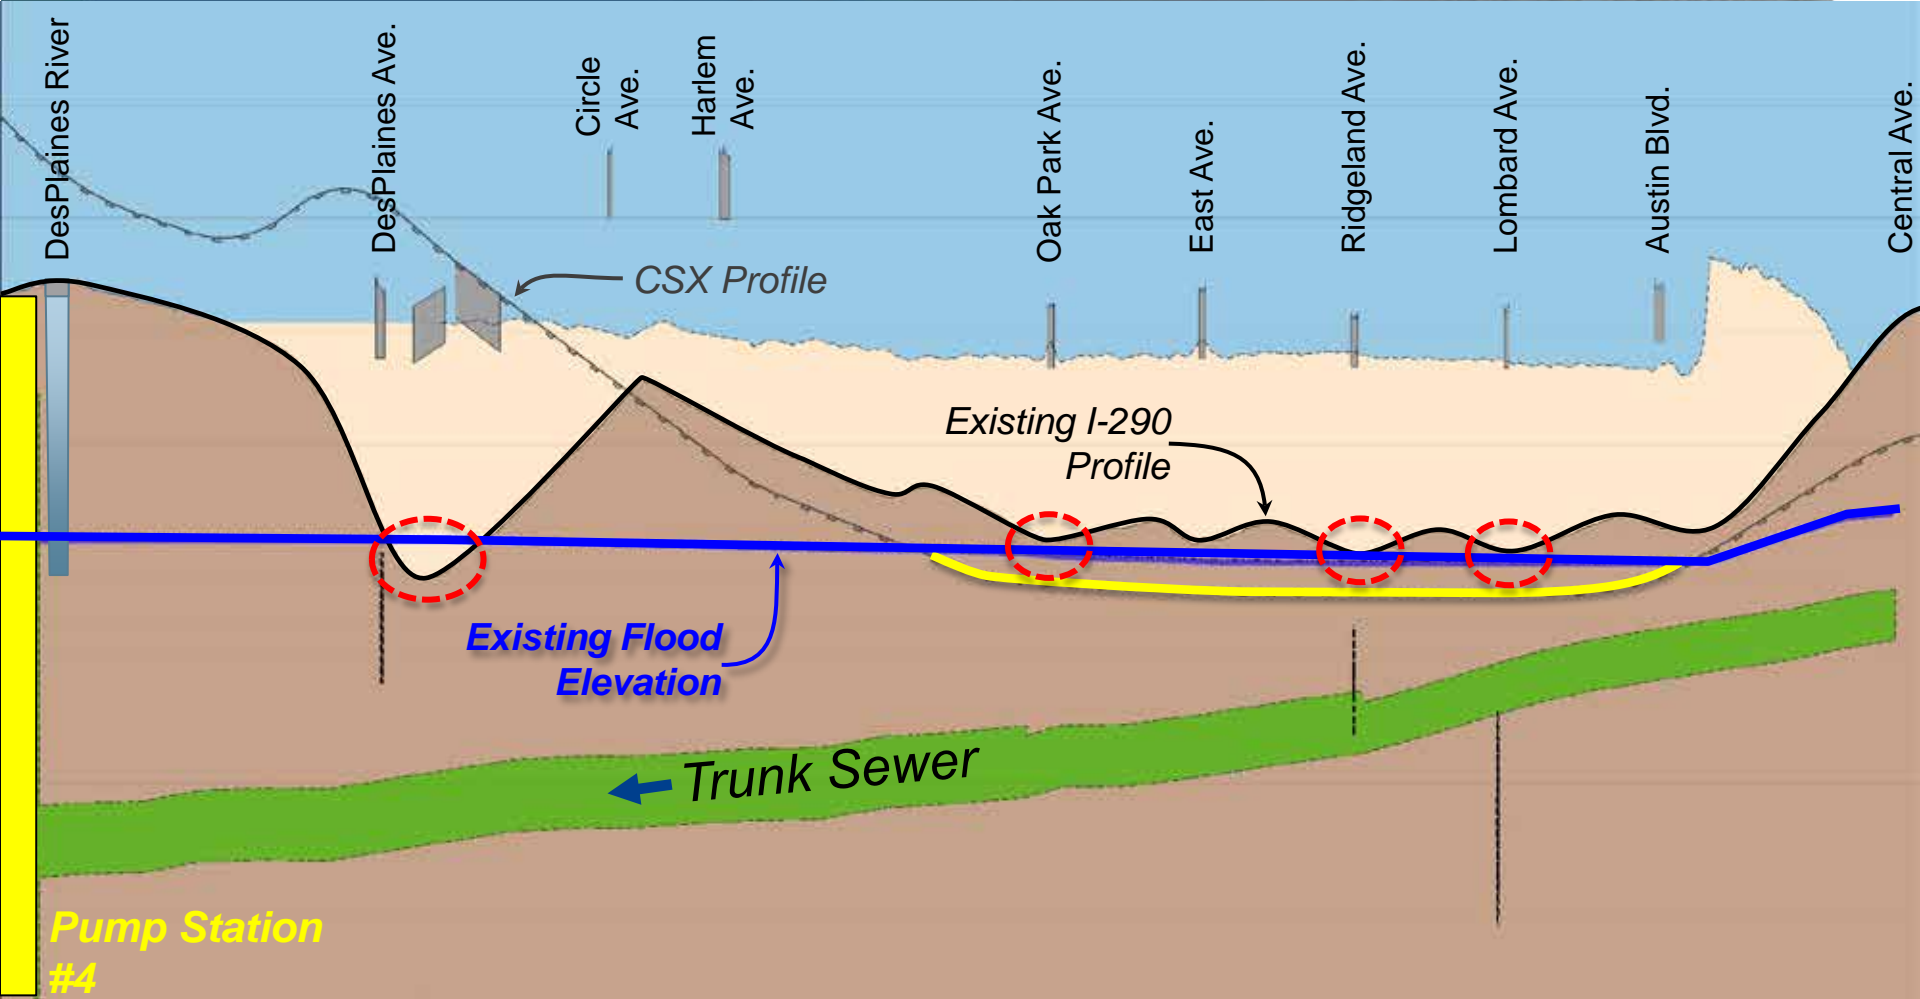 DesPlaines River
DesPlaines Ave.
Circle
Ave.
Harlem
Ave.
Oak Park Ave.
East Ave.
Ridgeland Ave.
Lombard Ave.
Austin Blvd.
Central Ave.
CSX Profile
Existing I-290
Profile
Existing Flood
Elevation
Trunk Sewer
Pump Station
#4